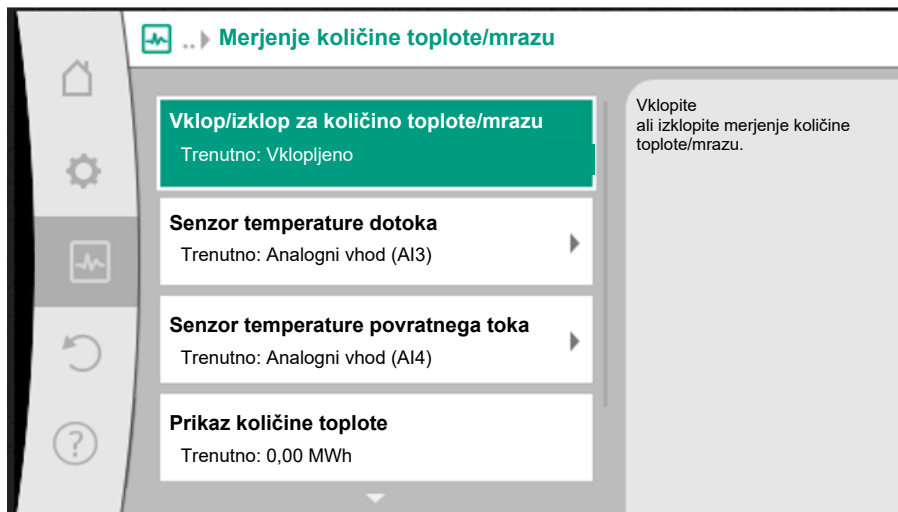 .. Merjenje količine toplote/mrazu
Vklop/izklop za količino toplote/mrazu
Trenutno: Vklopljeno
Senzor temperature dotoka
Trenutno: Analogni vhod (AI3)
Senzor temperature povratnega toka
Trenutno: Analogni vhod (AI4)
Prikaz količine toplote
Trenutno: 0,00 MWh
Vklopite
ali izklopite merjenje količine
toplote/mrazu.
?